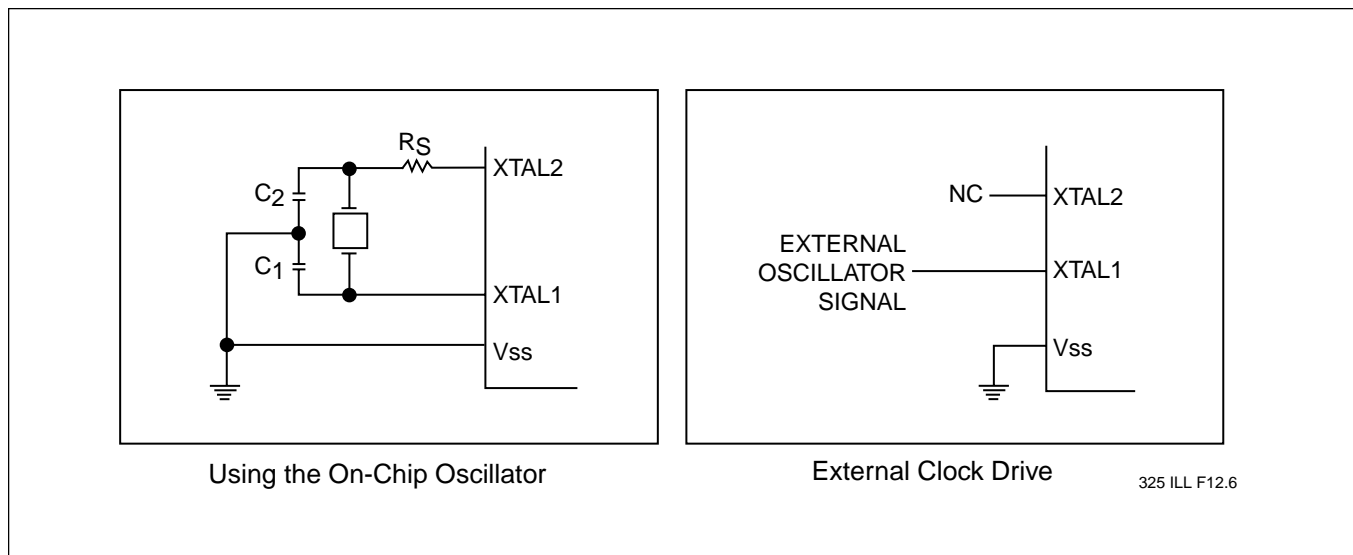 RS
XTAL2
C2
C1
XTAL1
Vss
Using the On-Chip Oscillator
NC
XTAL2
EXTERNAL
OSCILLATOR
SIGNAL
XTAL1
Vss
External Clock Drive
325 ILL F12.6